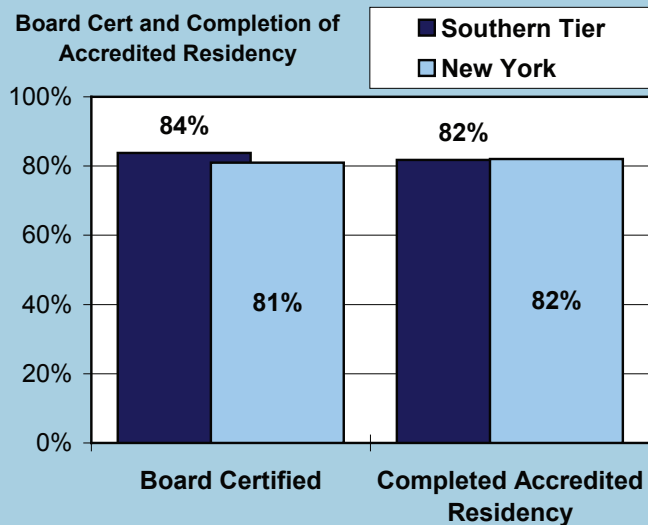 Board Cert and Completion of
Accredited Residency
Southern Tier
New York
100%
80%
60%
40%
20%
0%
84%
81%
82%
82%
Board Certified
Completed Accredited
Residency